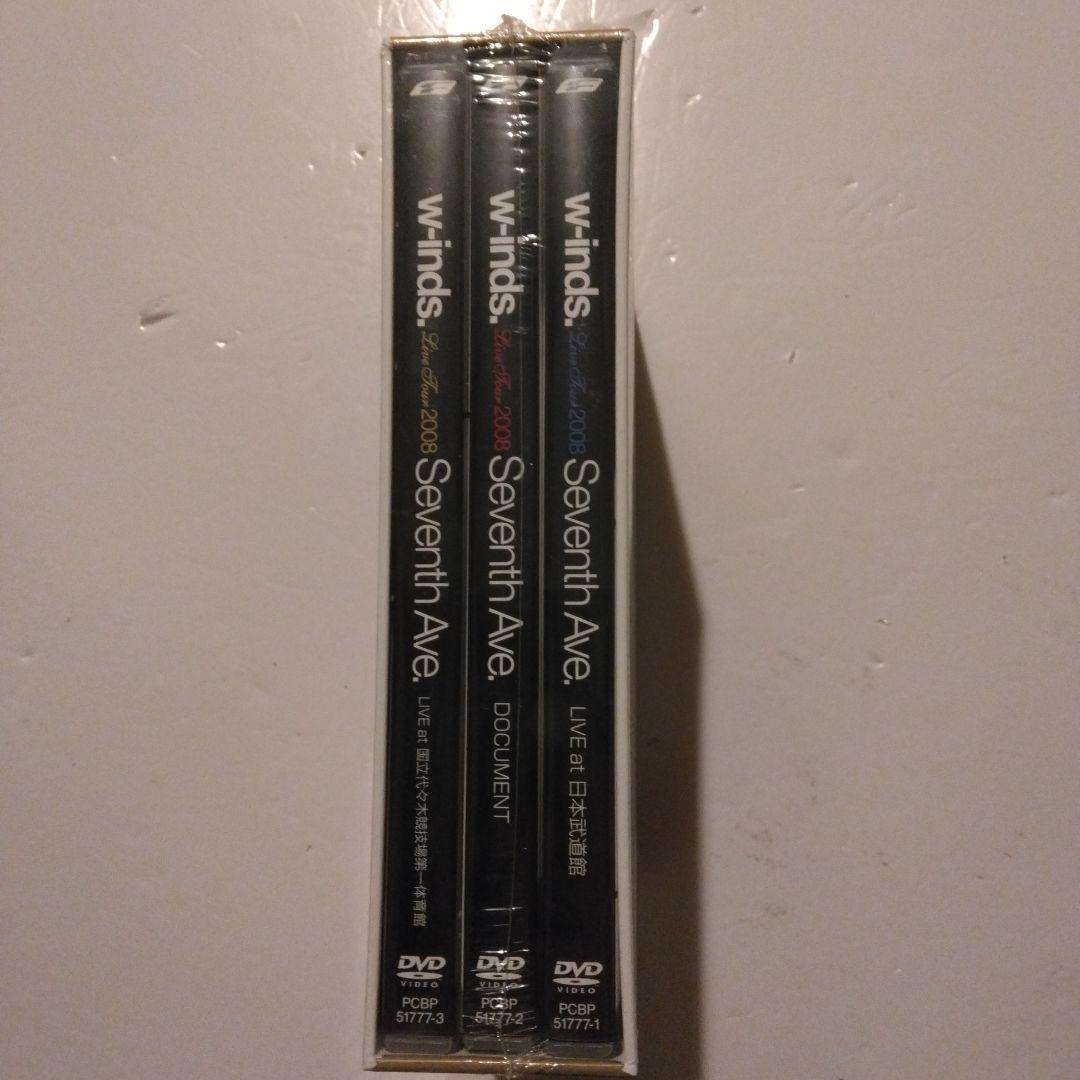 w-inds. Live Tour 2008 Seventh Ave. LIVE at 国立代々木競技場第一体育館
DVD
VIDEO
PCBP
51777-3
w-inds. Live Tour 2008 Seventh Ave. DOCUMENT
DVD
VIDEO
PCBP
51777-2
w-inds. Live Tour 2008 Seventh Ave. LIVE at 日本武道館
DVD
VIDEO
PCBP
51777-1